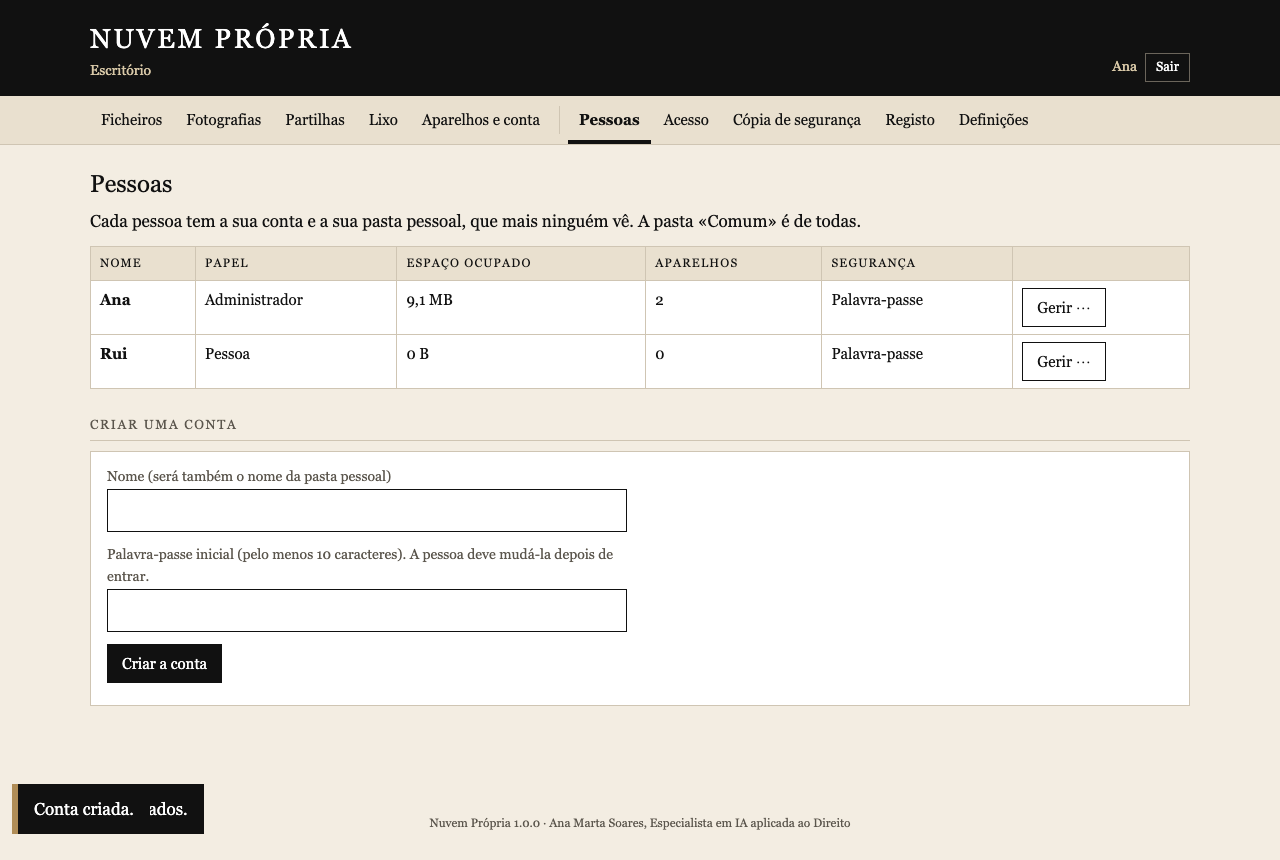 NUVEM PRÓPRIA
Escritório
Ana Sair
Ficheiros Fotografias Partilhas Lixo Aparelhos e conta Pessoas Acesso Cópia de segurança Registo Definições
Pessoas
Cada pessoa tem a sua conta e a sua pasta pessoal, que mais ninguém vê. A pasta «Comum» é de todas.
NOME PAPEL ESPAÇO OCUPADO APARELHOS SEGURANÇA
Ana Administrador 9,1 MB 2 Palavra-passe Gerir ···
Rui Pessoa 0 B 0 Palavra-passe Gerir ···
CRIAR UMA CONTA
Nome (será também o nome da pasta pessoal)
Palavra-passe inicial (pelo menos 10 caracteres). A pessoa deve mudá-la depois de
entrar.
Criar a conta
Conta criada. ados.
Nuvem Própria 1.0.0 · Ana Marta Soares, Especialista em IA aplicada ao Direito